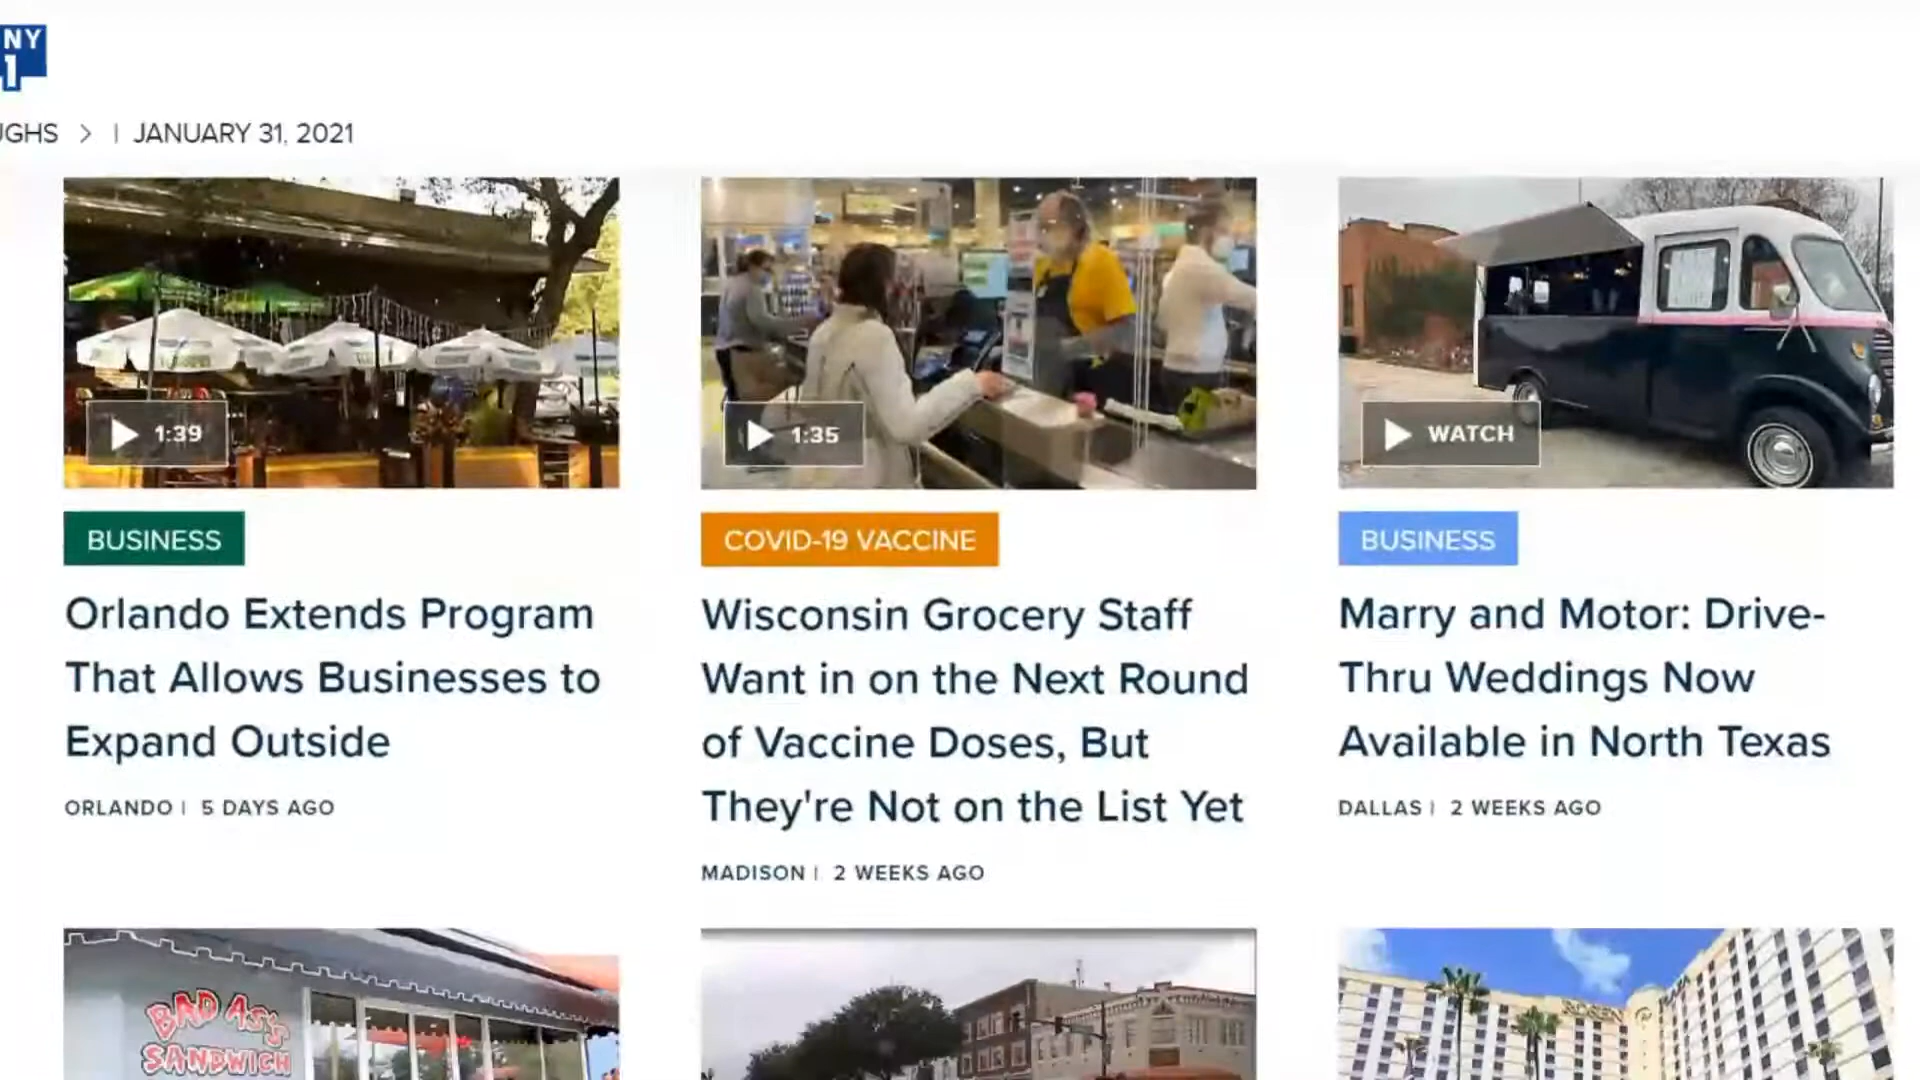 NY
1
UGHS > | JANUARY 31, 2021
1:39
1:35
WATCH
BUSINESS
COVID-19 VACCINE
BUSINESS
Orlando Extends Program
That Allows Businesses to
Expand Outside
ORLANDO | 5 DAYS AGO
Wisconsin Grocery Staff
Want in on the Next Round
of Vaccine Doses, But
They're Not on the List Yet
MADISON | 2 WEEKS AGO
Marry and Motor: Drive-
Thru Weddings Now
Available in North Texas
DALLAS | 2 WEEKS AGO
BAD AS'S
SANDWICH
ROSEN